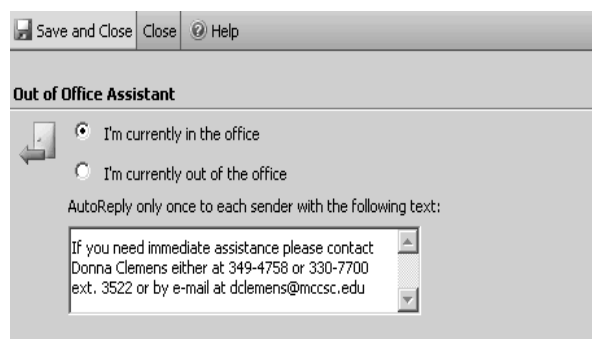 Save and Close Close Help
Out of Office Assistant
I'm currently in the office
I'm currently out of the office
AutoReply only once to each sender with the following text:
If you need immediate assistance please contact
Donna Clemens either at 349-4758 or 330-7700
ext. 3522 or by e-mail at dclemens@mccsc.edu